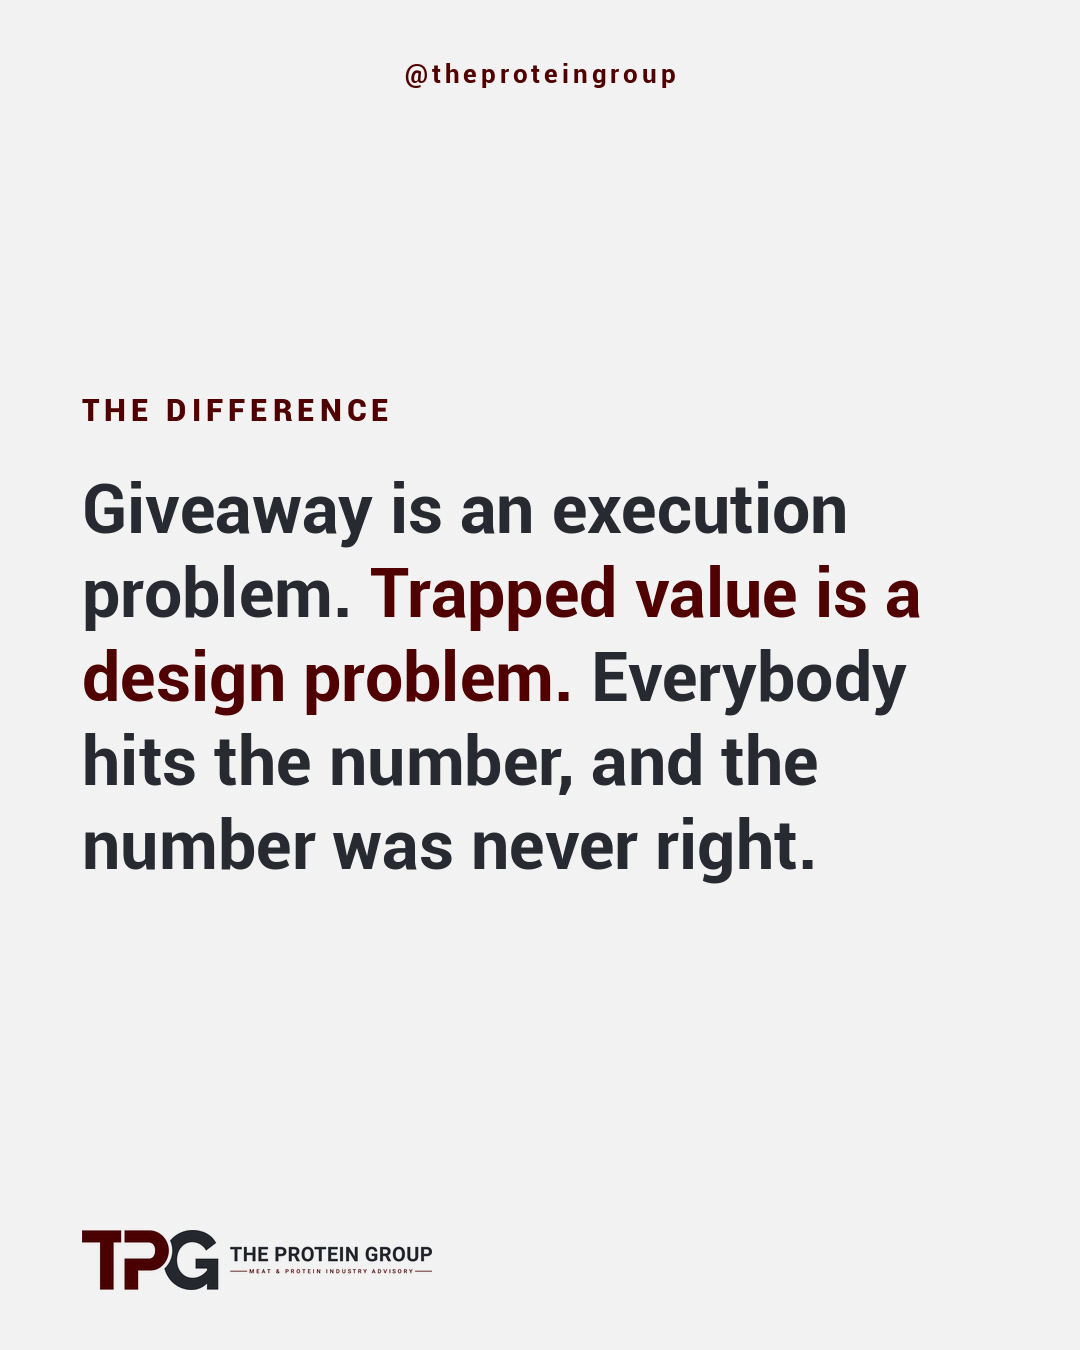 @theproteingroup
THE DIFFERENCE
Giveaway is an execution
problem. Trapped value is a
design problem. Everybody
hits the number, and the
number was never right.
TPG
THE PROTEIN GROUP
MEAT & PROTEIN INDUSTRY ADVISORY